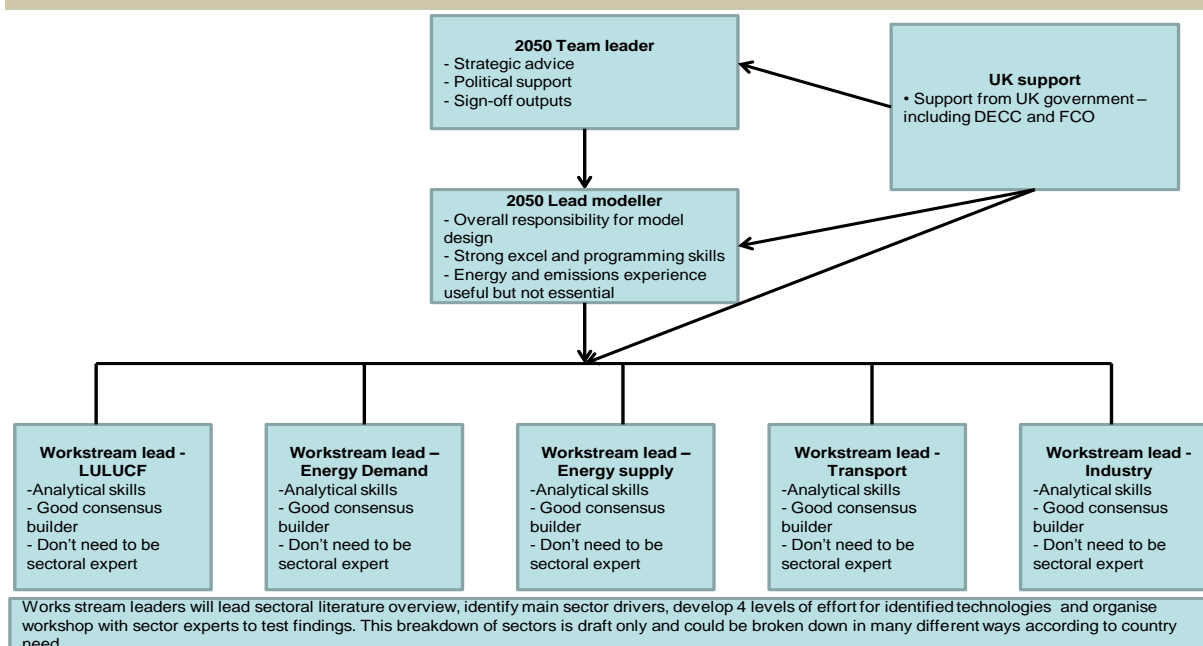 2050 Team leader
- Strategic advice
- Political support
- Sign-off outputs
UK support
• Support from UK government –
including DECC and FCO
2050 Lead modeller
- Overall responsibility for model
design
- Strong excel and programming skills
- Energy and emissions experience
useful but not essential
Workstream lead -
LULUCF
-Analytical skills
- Good consensus
builder
- Don't need to be
sectoral expert
Workstream lead –
Energy Demand
-Analytical skills
- Good consensus
builder
- Don't need to be
sectoral expert
Workstream lead –
Energy supply
-Analytical skills
- Good consensus
builder
- Don't need to be
sectoral expert
Workstream lead -
Transport
-Analytical skills
- Good consensus
builder
- Don't need to be
sectoral expert
Workstream lead -
Industry
-Analytical skills
- Good consensus
builder
- Don't need to be
sectoral expert
Works stream leaders will lead sectoral literature overview, identify main sector drivers, develop 4 levels of effort for identified technologies and organise
workshop with sector experts to test findings. This breakdown of sectors is draft only and could be broken down in many different ways according to country
need